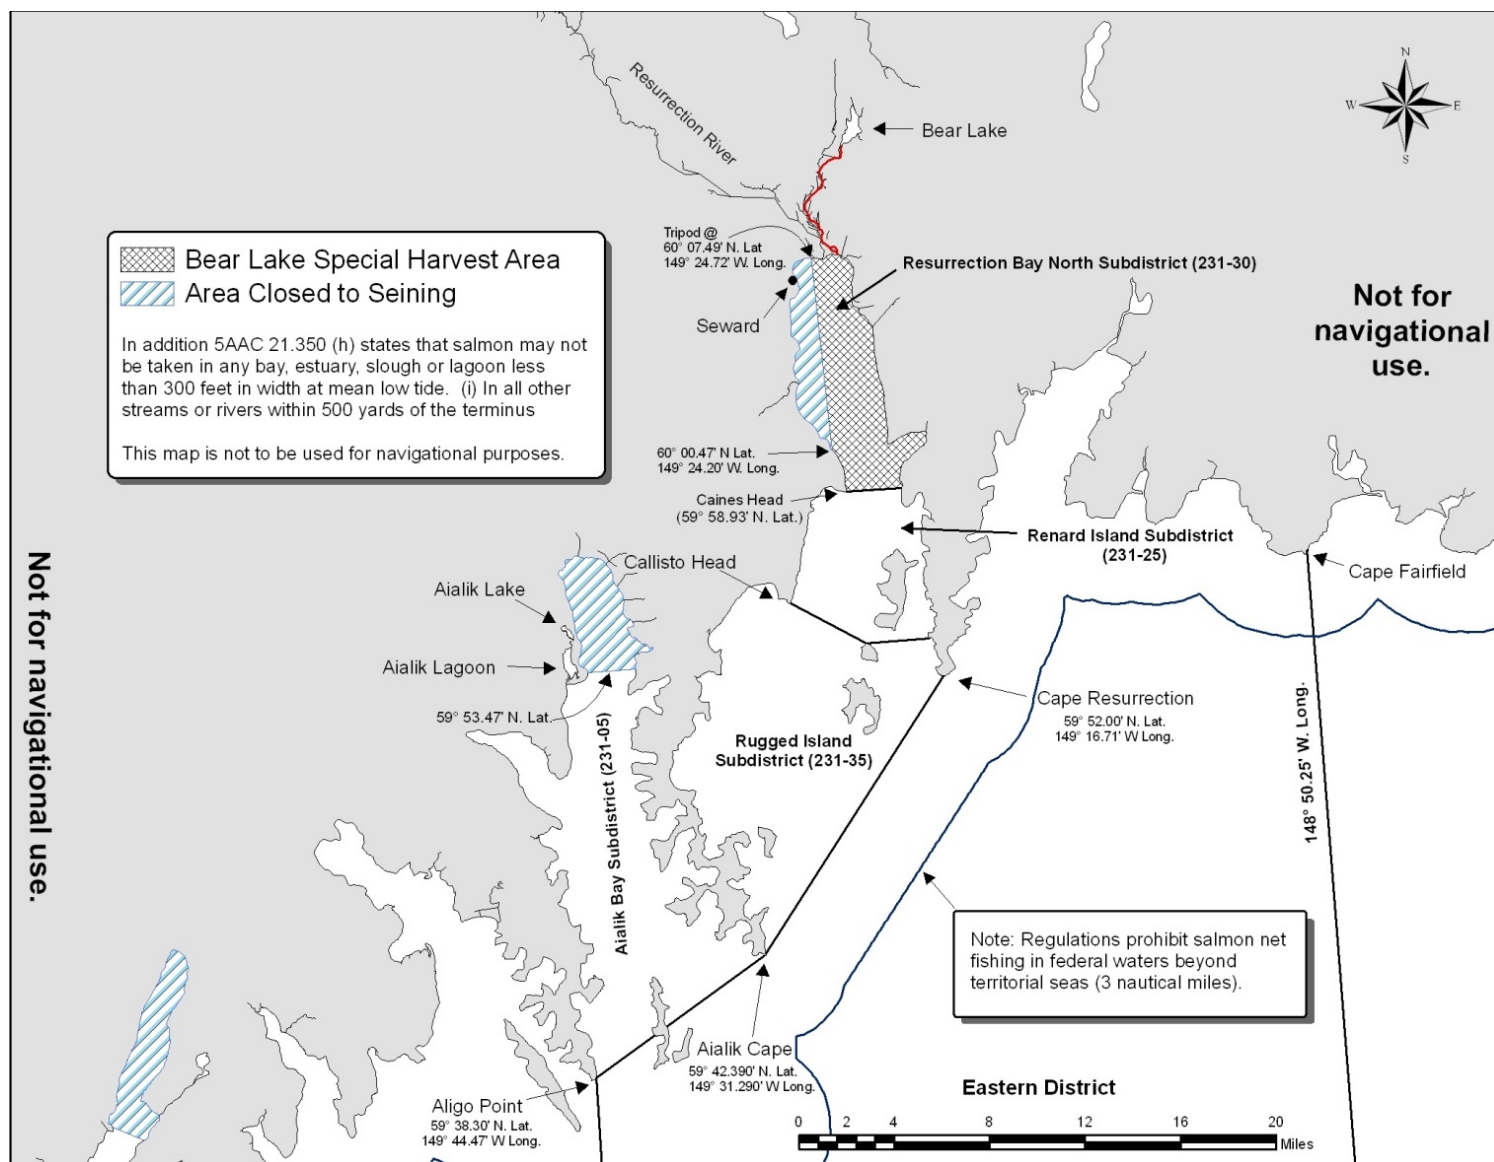 N
W
E
S
Resurrection River
Bear Lake
Tripod @
60° 07.49' N. Lat
149° 24.72' W. Long.
Resurrection Bay North Subdistrict (231-30)
Bear Lake Special Harvest Area
Area Closed to Seining
In addition 5AAC 21.350 (h) states that salmon may not
be taken in any bay, estuary, slough or lagoon less
than 300 feet in width at mean low tide. (i) In all other
streams or rivers within 500 yards of the terminus
This map is not to be used for navigational purposes.
Seward
Not for
navigational
use.
60° 00.47' N Lat.
149° 24.20' W. Long.
Caines Head
(59° 58.93' N. Lat.)
Renard Island Subdistrict
(231-25)
Callisto Head
Cape Fairfield
Aialik Lake
Aialik Lagoon
59° 53.47' N. Lat.
Not for navigational use.
Cape Resurrection
59° 52.00' N. Lat.
149° 16.71' W Long.
Rugged Island
Subdistrict (231-35)
Aialik Bay Subdistrict (231-05)
148° 50.25' W. Long.
Note: Regulations prohibit salmon net
fishing in federal waters beyond
territorial seas (3 nautical miles).
Aialik Cape
59° 42.390' N. Lat.
149° 31.290' W Long.
Aligo Point
59° 38.30' N. Lat.
149° 44.47' W Long.
Eastern District
0 2 4 8 12 16 20
Miles